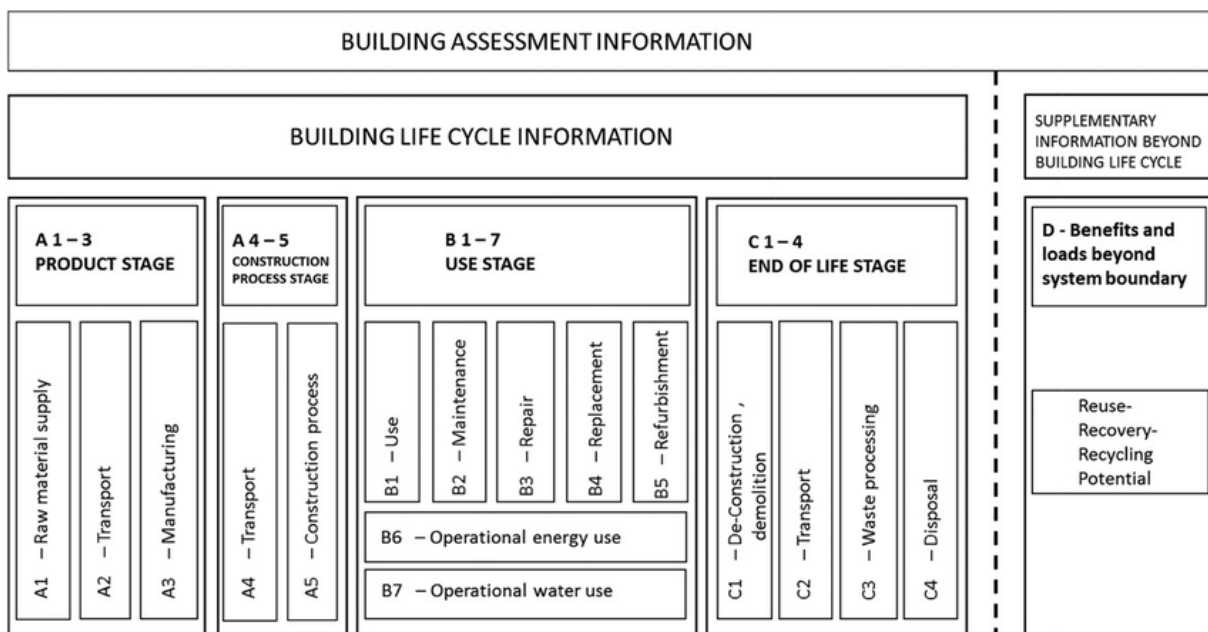 BUILDING ASSESSMENT INFORMATION
BUILDING LIFE CYCLE INFORMATION
SUPPLEMENTARY
INFORMATION BEYOND
BUILDING LIFE CYCLE
A 1 – 3
PRODUCT STAGE
A 4 – 5
CONSTRUCTION
PROCESS STAGE
B 1 – 7
USE STAGE
C 1 – 4
END OF LIFE STAGE
D - Benefits and
loads beyond
system boundary
A1 – Raw material supply
A2 – Transport
A3 – Manufacturing
A4 – Transport
A5 – Construction process
B1 – Use
B2 – Maintenance
B3 – Repair
B4 – Replacement
B5 – Refurbishment
B6 – Operational energy use
B7 – Operational water use
C1 – De-Construction ,
demolition
C2 – Transport
C3 – Waste processing
C4 – Disposal
Reuse-
Recovery-
Recycling
Potential